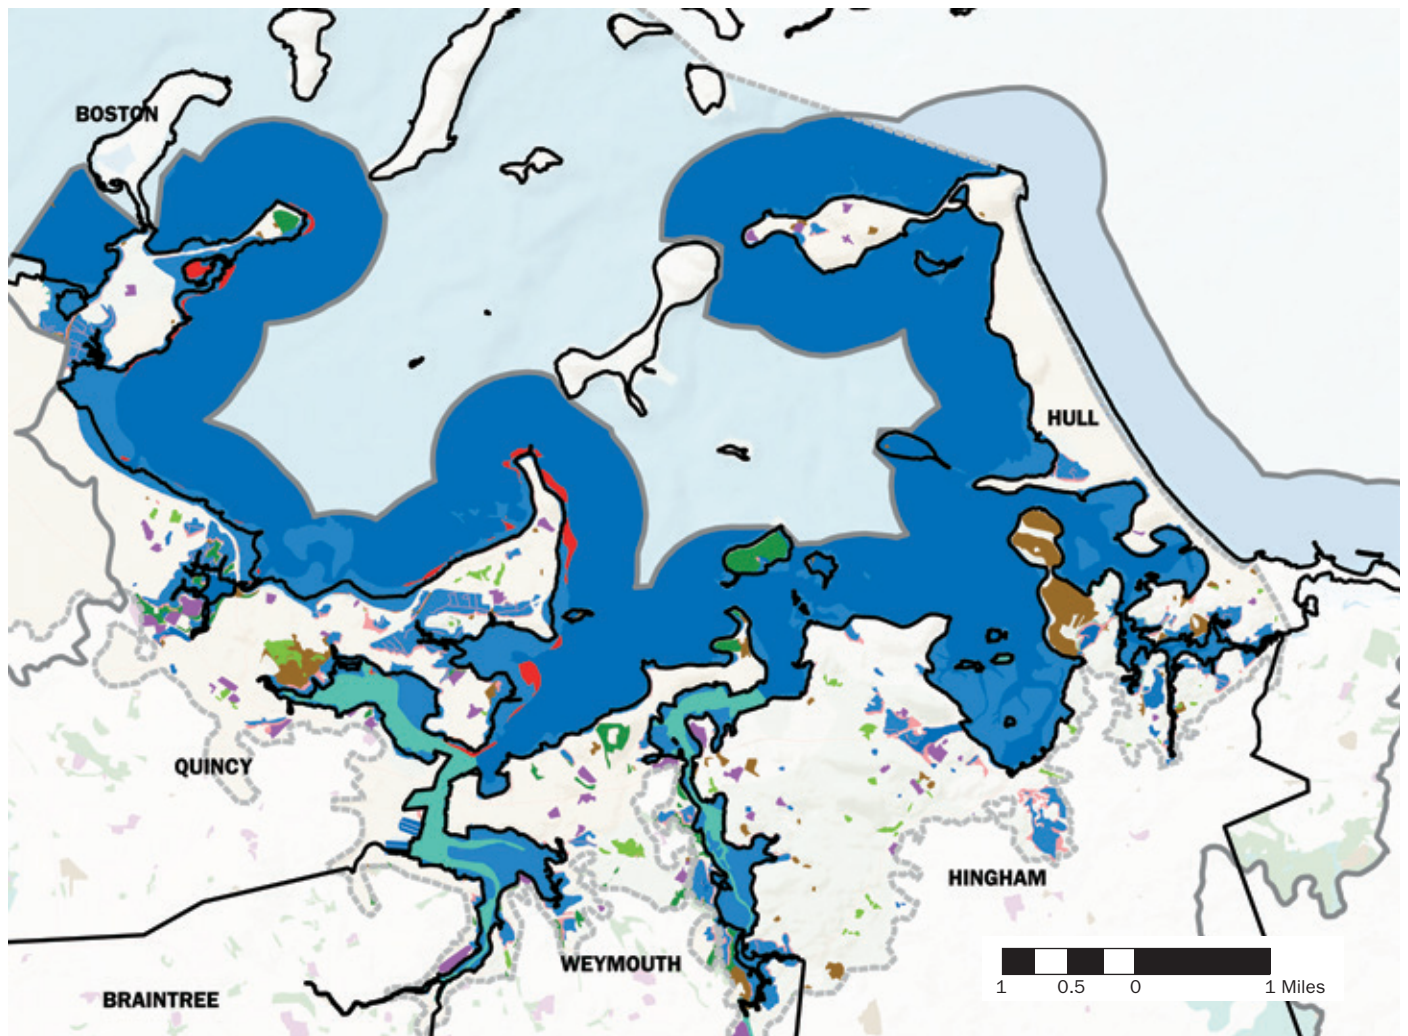 BOSTON
HULL
QUINCY
HINGHAM
WEYMOUTH
BRAINTREE
1 0.5 0 1 Miles